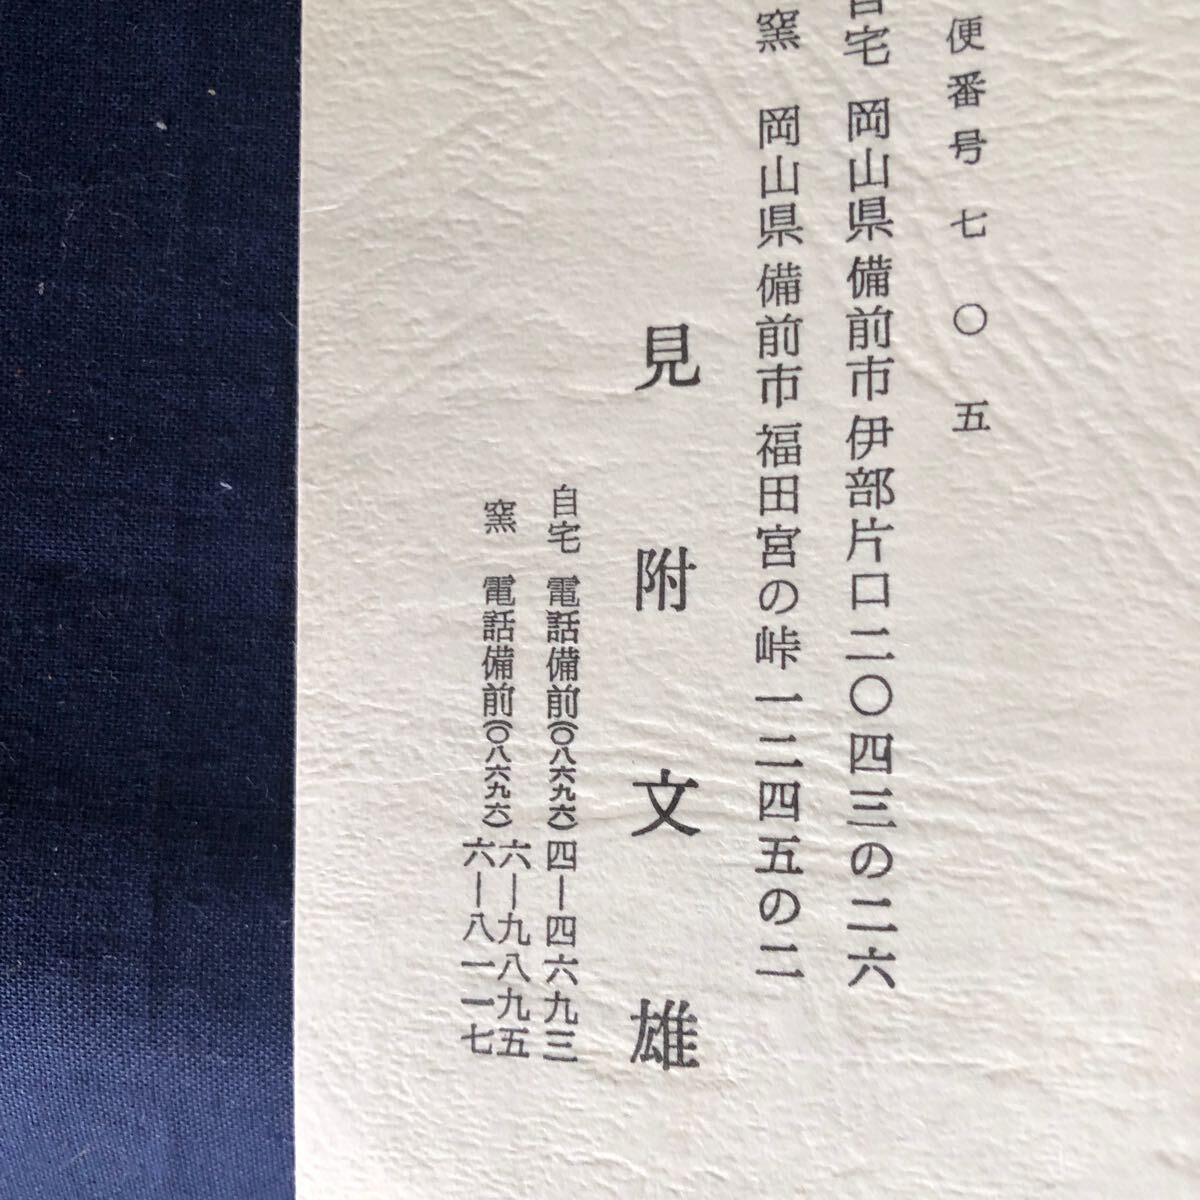 便番号七〇五
自宅 岡山県備前市伊部片口二〇四三の二六
窯 岡山県備前市福田宮の峠一二四五の二
見附文雄
自宅 電話備前(〇八六九六)四―四六九三
窯 電話備前(〇八六九六)六―九八九五
六―八一一七